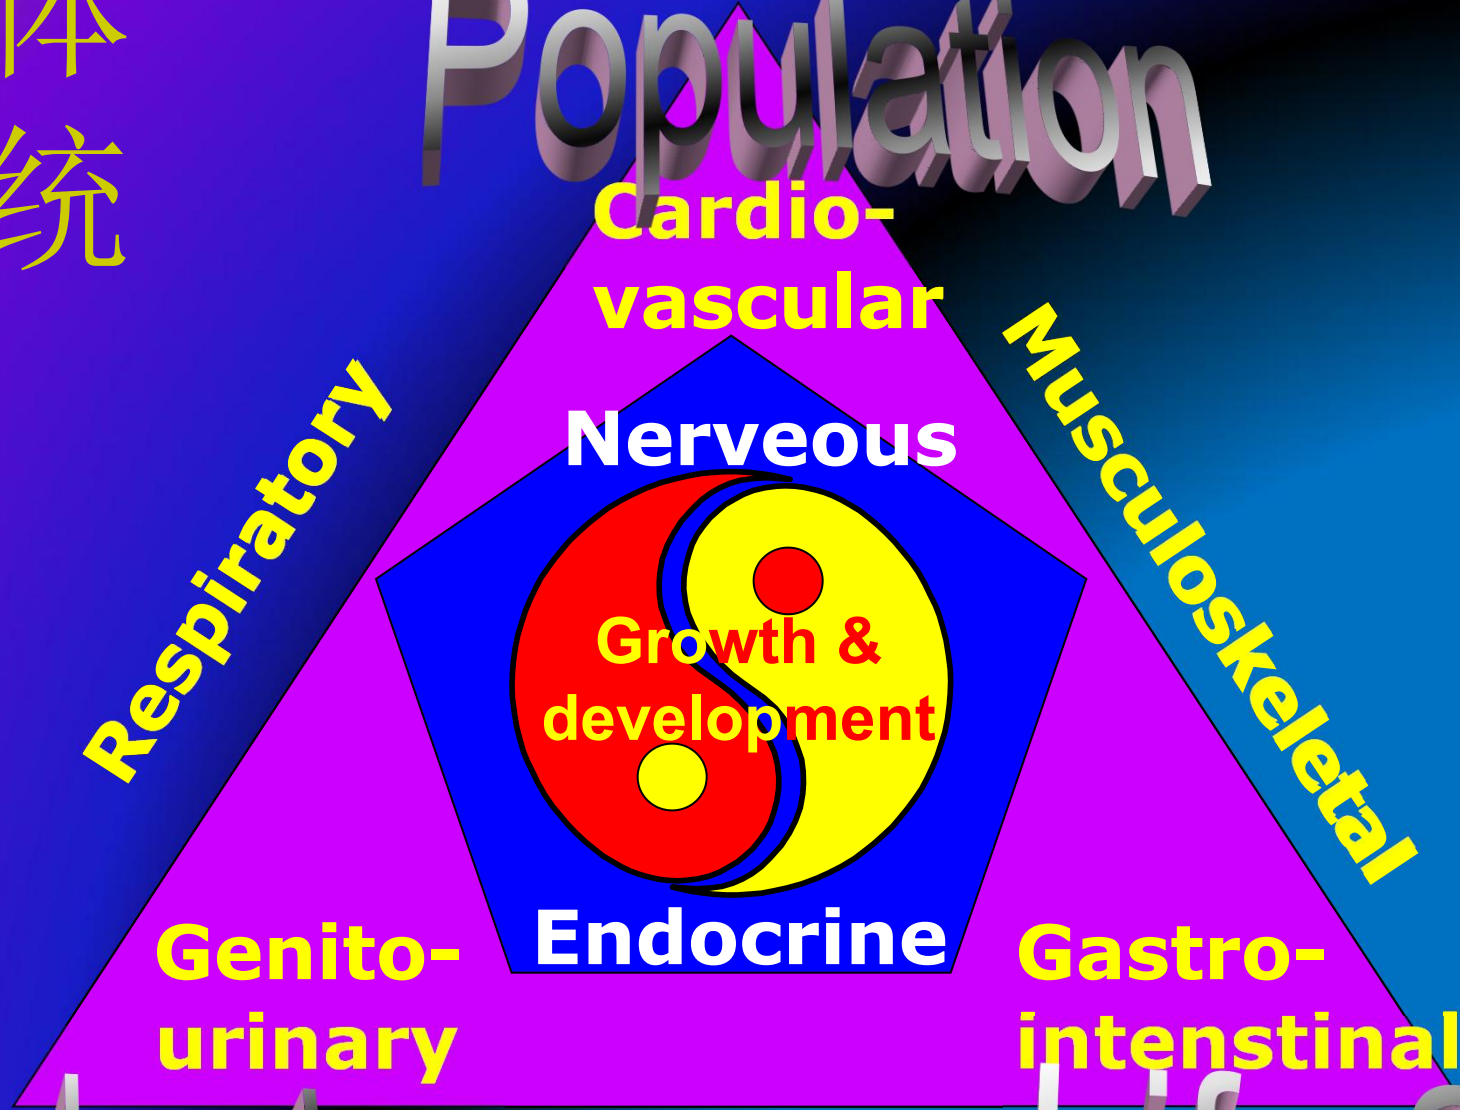 体
统
Population
Cardio-
vascular
Respiratory
Musculoskeletal
Nerveous
Growth &
development
Endocrine
Genito-
urinary
Gastro-
intenstinal